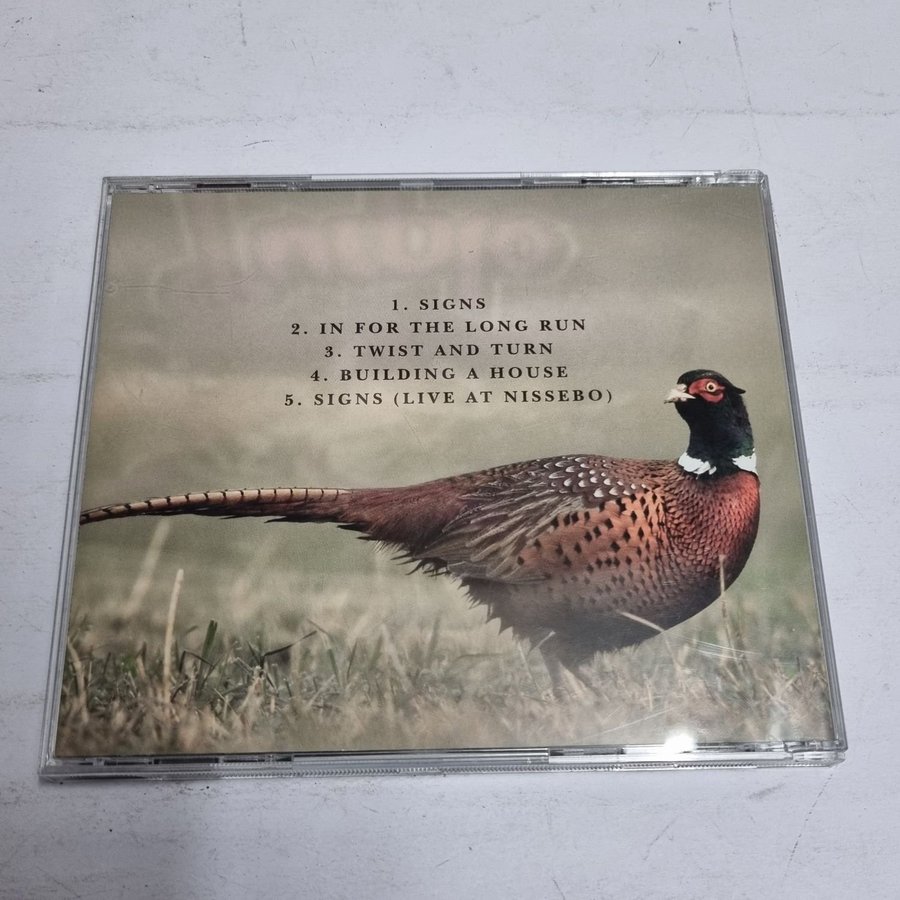 1. SIGNS
2. IN FOR THE LONG RUN
3. TWIST AND TURN
4. BUILDING A HOUSE
5. SIGNS (LIVE AT NISSEBO)